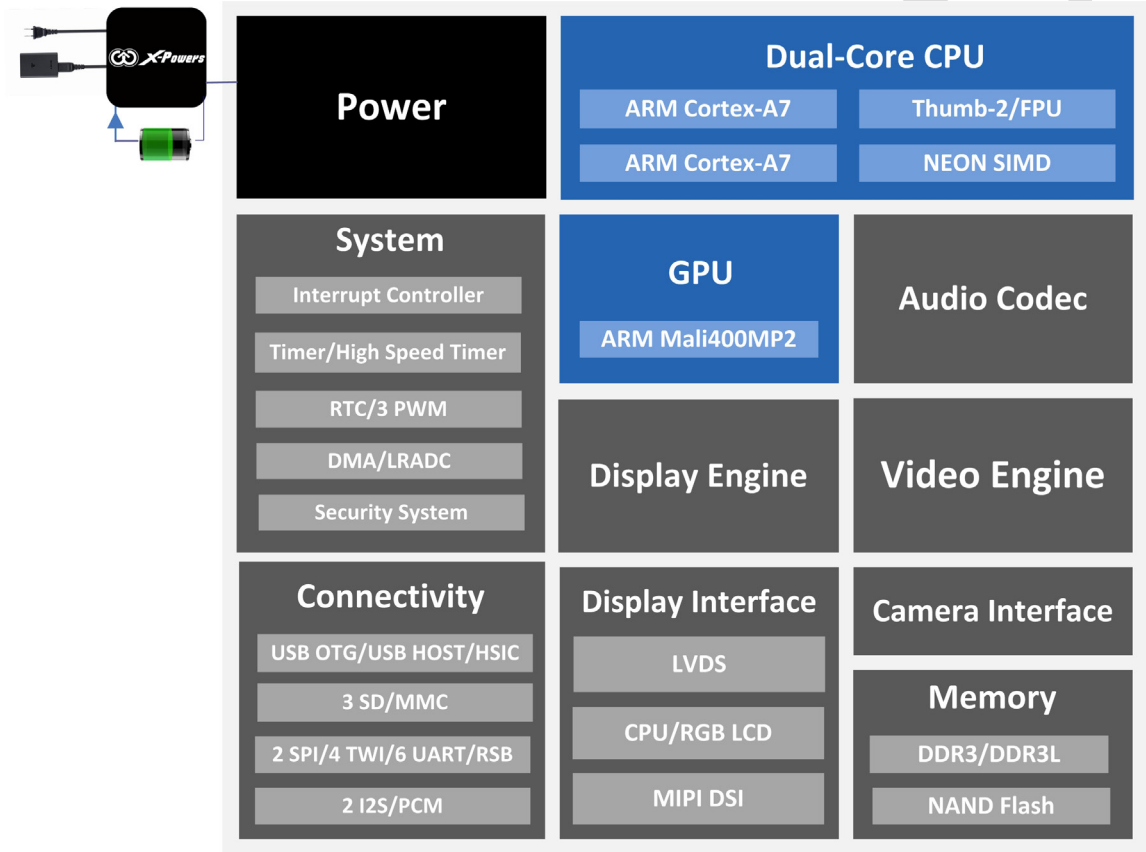 X-Powers
Power
Dual-Core CPU
ARM Cortex-A7
Thumb-2/FPU
ARM Cortex-A7
NEON SIMD
System
Interrupt Controller
Timer/High Speed Timer
RTC/3 PWM
DMA/LRADC
Security System
GPU
ARM Mali400MP2
Audio Codec
Display Engine
Video Engine
Connectivity
USB OTG/USB HOST/HSIC
3 SD/MMC
2 SPI/4 TWI/6 UART/RSB
2 I2S/PCM
Display Interface
LVDS
CPU/RGB LCD
MIPI DSI
Camera Interface
Memory
DDR3/DDR3L
NAND Flash